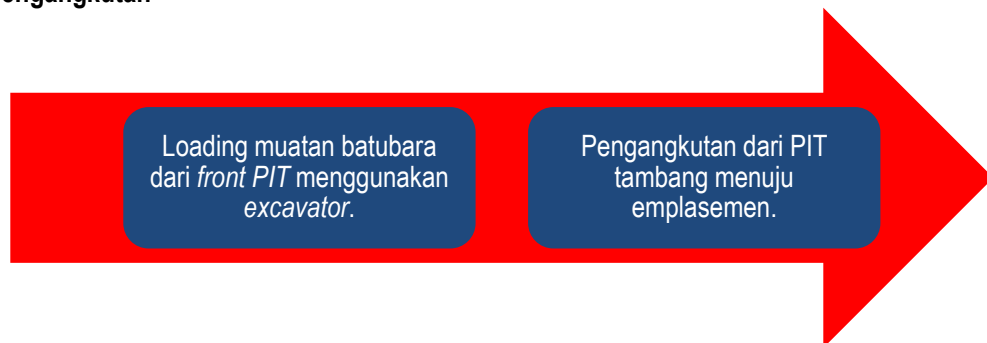 Loading muatan batubara
dari front PIT menggunakan
excavator.
Pengangkutan dari PIT
tambang menuju
emplasemen.